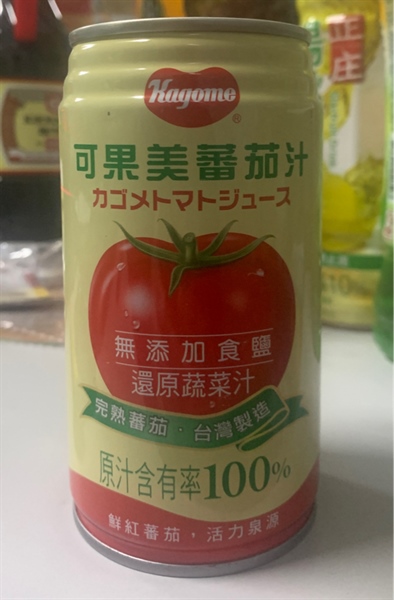 Kagome
®
可果美蕃茄汁
カゴメトマトジュース
無添加食鹽
還原蔬菜汁
完熟蕃茄・台灣製造
原汁含有率100%
鮮紅蕃茄，活力泉源
正庄